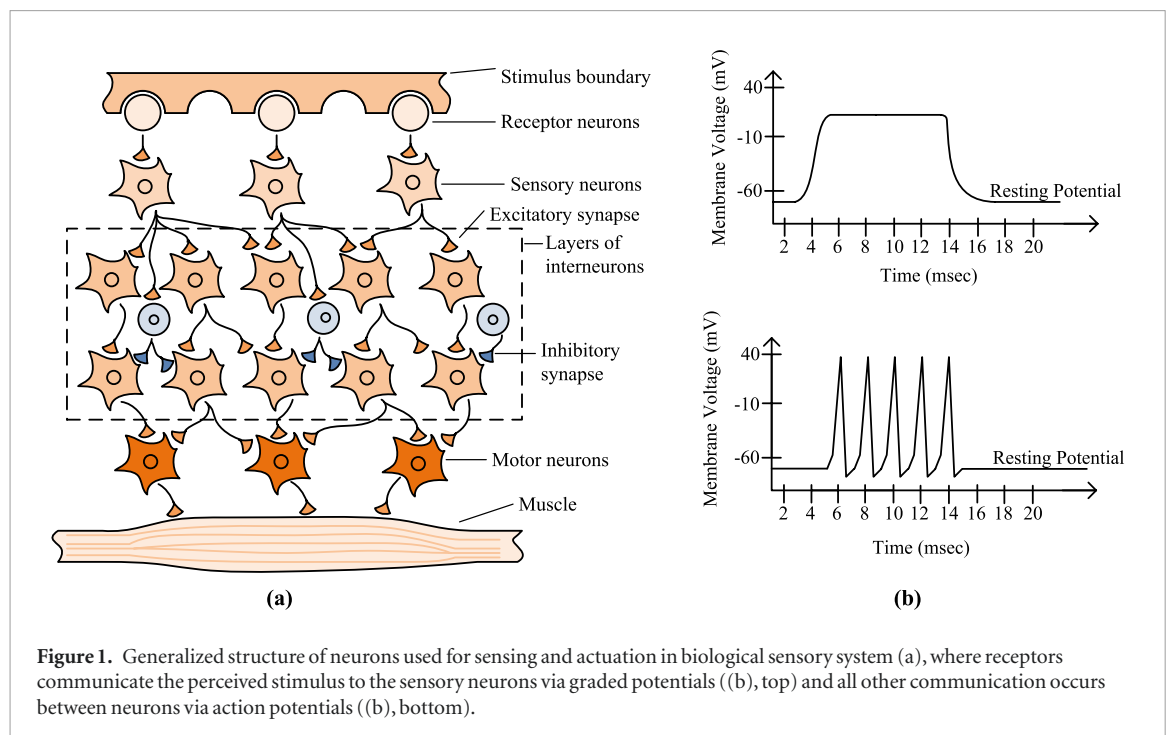 Stimulus boundary
Receptor neurons
Sensory neurons
Excitatory synapse
Layers of
interneurons
Inhibitory
synapse
Motor neurons
Muscle
(a)
Membrane Voltage (mV)
40
-10
-60
Resting Potential
2 4 6 8 10 12 14 16 18 20
Time (msec)
Membrane Voltage (mV)
40
-10
-60
Resting Potential
2 4 6 8 10 12 14 16 18 20
Time (msec)
(b)
Figure 1. Generalized structure of neurons used for sensing and actuation in biological sensory system (a), where receptors
communicate the perceived stimulus to the sensory neurons via graded potentials ((b), top) and all other communication occurs
between neurons via action potentials ((b), bottom).